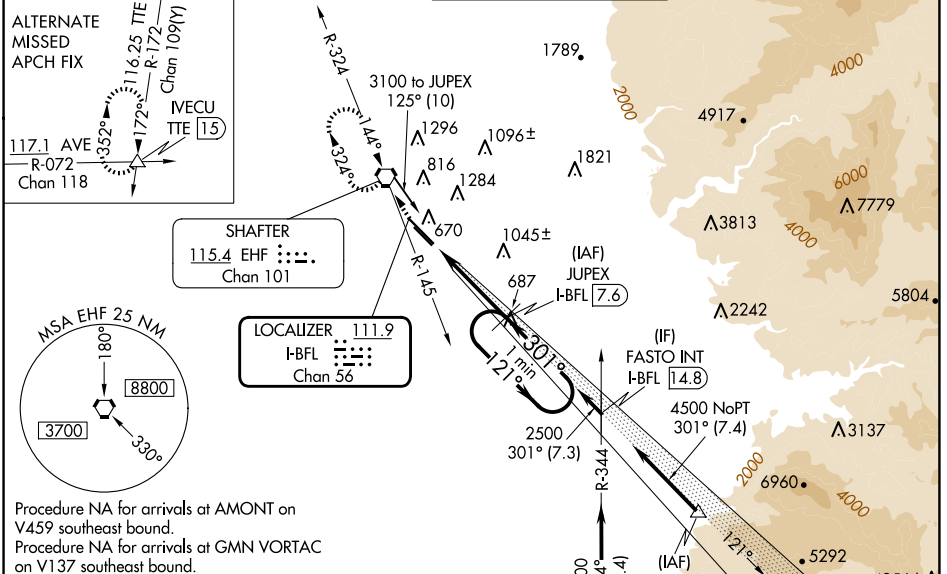 ALTERNATE
MISSED
APCH FIX
116.25 TTE
R-172
Chan 109(Y)
352°
172°
IVECU
TTE 15
117.1 AVE
R-072
Chan 118
R-324
3100 to JUPEX
125° (10)
144°
324°
1296
1096±
816
1284
1821
1789
670
1045±
SHAFTER
115.4 EHF
Chan 101
R-145
LOCALIZER 111.9
I-BFL
Chan 56
687
(IAF)
JUPEX
I-BFL 7.6
301°
1 min
121°
(IF)
FASTO INT
I-BFL 14.8
2500
301° (7.3)
4500 NoPT
301° (7.4)
R-344
(IAF)
121°
2000
4000
4917
6000
7779
3813
4000
2242
5804
3137
2000
6960
4000
5292
MSA EHF 25 NM
180°
8800
3700
330°
Procedure NA for arrivals at AMONT on
V459 southeast bound.
Procedure NA for arrivals at GMN VORTAC
on V137 southeast bound.